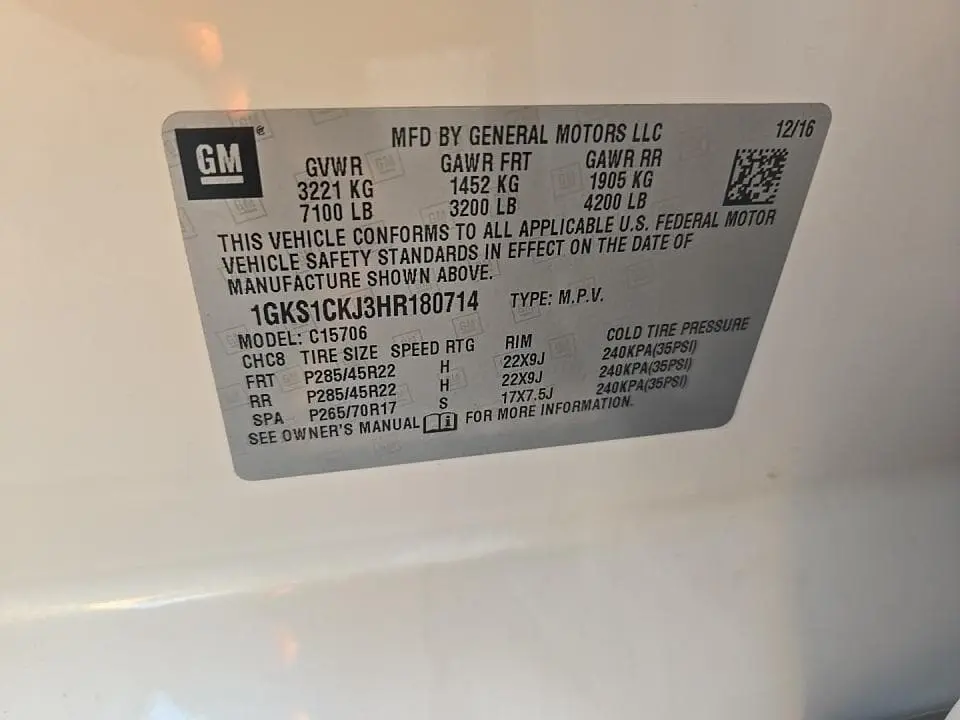 GM
MFD BY GENERAL MOTORS LLC 12/16
GVWR GAWR FRT GAWR RR
3221 KG 1452 KG 1905 KG
7100 LB 3200 LB 4200 LB
THIS VEHICLE CONFORMS TO ALL APPLICABLE U.S. FEDERAL MOTOR
VEHICLE SAFETY STANDARDS IN EFFECT ON THE DATE OF
MANUFACTURE SHOWN ABOVE.
1GKS1CKJ3HR180714 TYPE: M.P.V.
MODEL: C15706
CHC8 TIRE SIZE SPEED RTG RIM COLD TIRE PRESSURE
FRT P285/45R22 H 22X9J 240KPA(35PSI)
RR P285/45R22 H 22X9J 240KPA(35PSI)
SPA P265/70R17 S 17X7.5J 240KPA(35PSI)
SEE OWNER'S MANUAL FOR MORE INFORMATION.